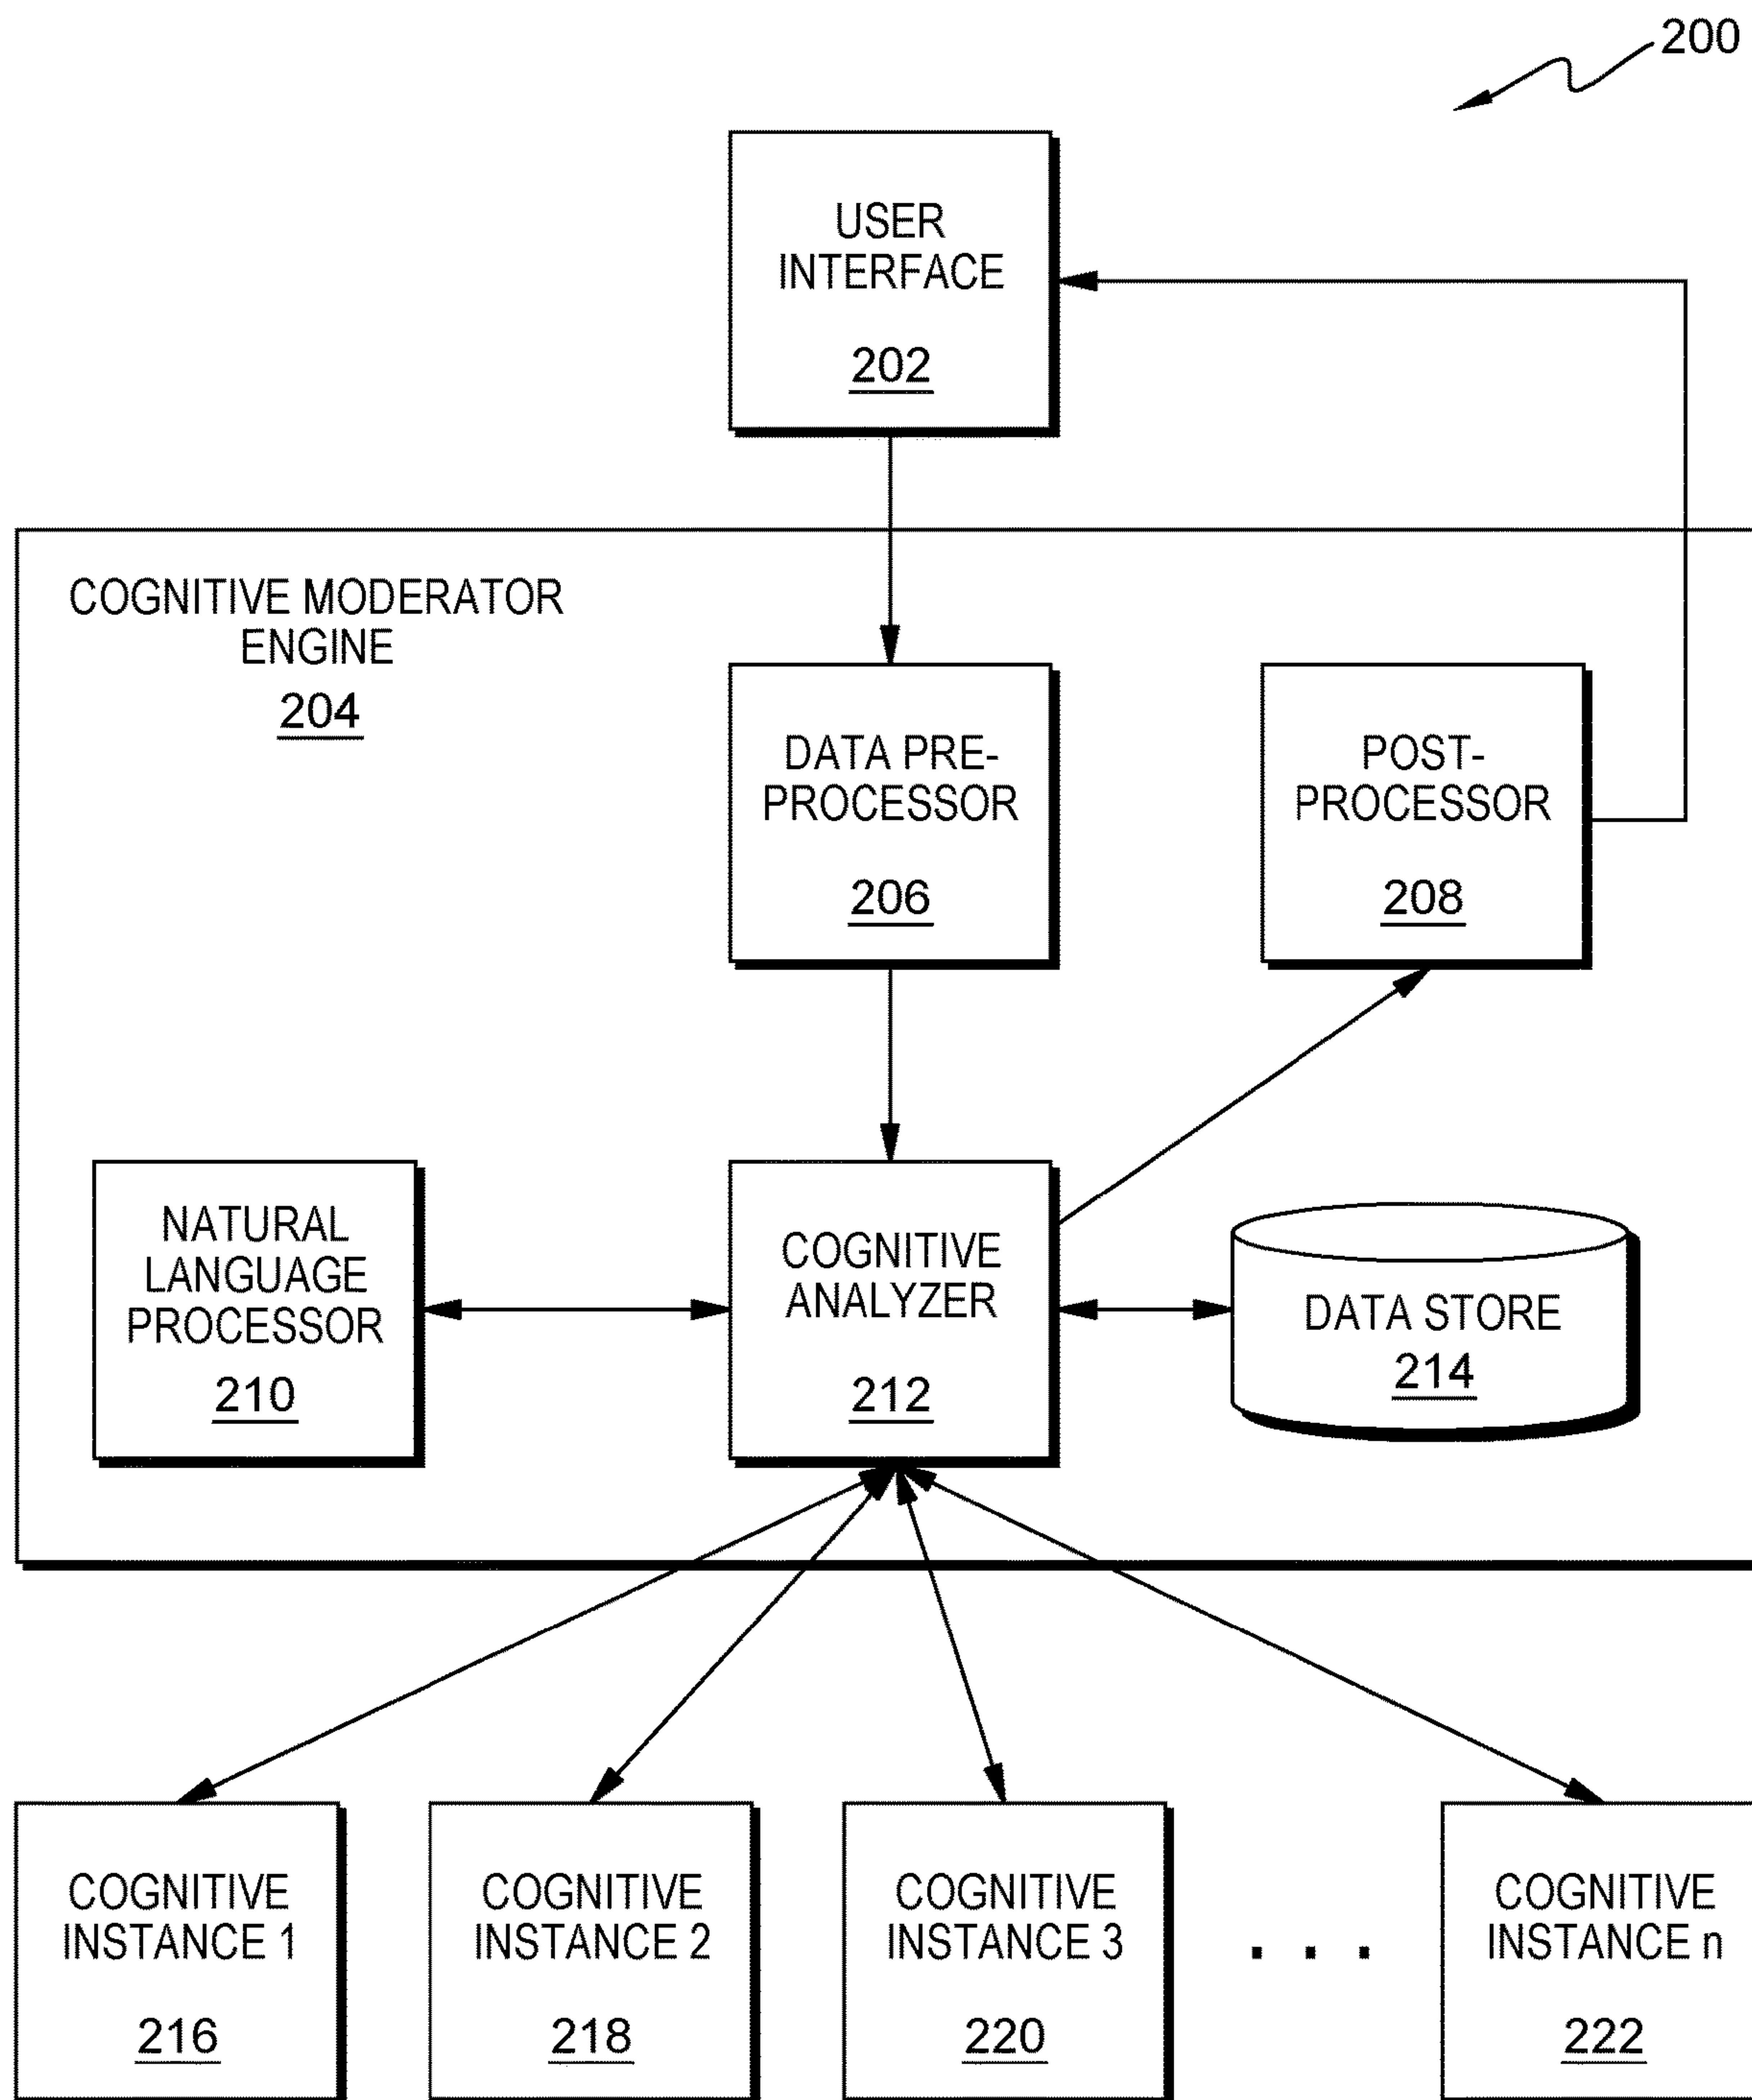 200
USER
INTERFACE
202
COGNITIVE MODERATOR
ENGINE
204
DATA PRE-
PROCESSOR
206
POST-
PROCESSOR
208
NATURAL
LANGUAGE
PROCESSOR
210
COGNITIVE
ANALYZER
212
DATA STORE
214
COGNITIVE
INSTANCE 1
216
COGNITIVE
INSTANCE 2
218
COGNITIVE
INSTANCE 3
220
. . .
COGNITIVE
INSTANCE n
222